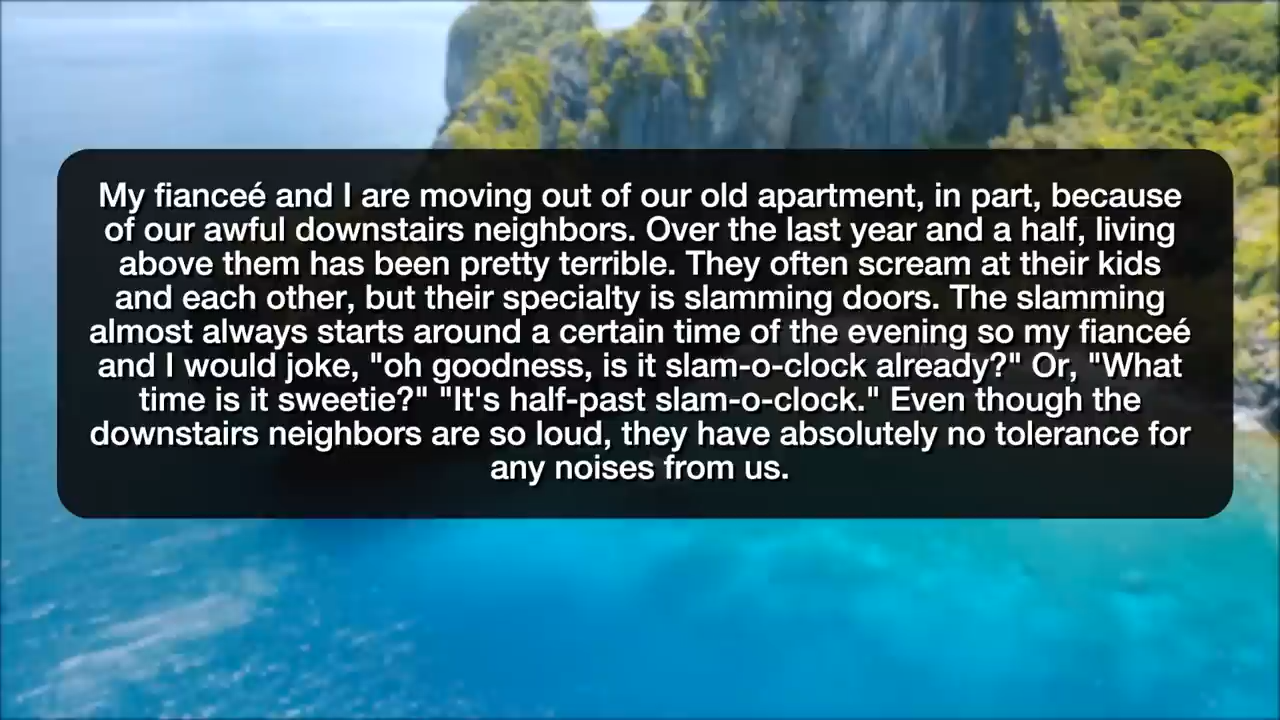 My fianceé and I are moving out of our old apartment, in part, because
of our awful downstairs neighbors. Over the last year and a half, living
above them has been pretty terrible. They often scream at their kids
and each other, but their specialty is slamming doors. The slamming
almost always starts around a certain time of the evening so my fianceé
and I would joke, "oh goodness, is it slam-o-clock already?" Or, "What
time is it sweetie?" "It's half-past slam-o-clock." Even though the
downstairs neighbors are so loud, they have absolutely no tolerance for
any noises from us.